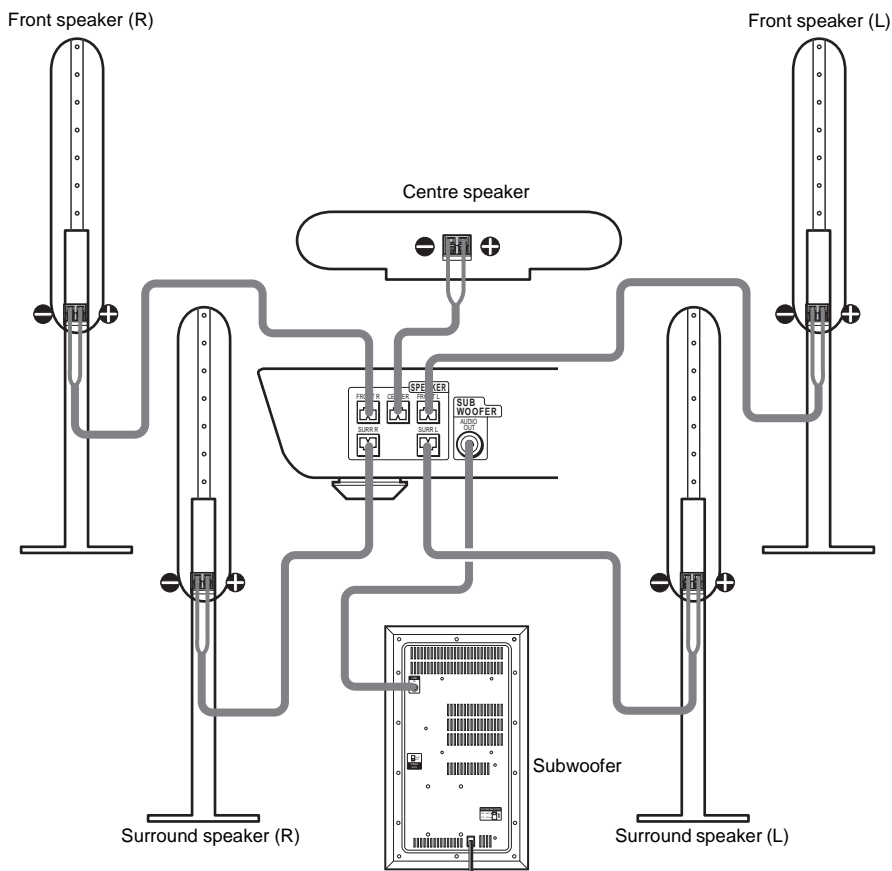 Front speaker (R)
Front speaker (L)
Centre speaker
SPEAKER
FRONT R CENTER FRONT L
SUB
WOOFER
AUDIO
OUT
SURR R SURR L
Subwoofer
Surround speaker (R)
Surround speaker (L)